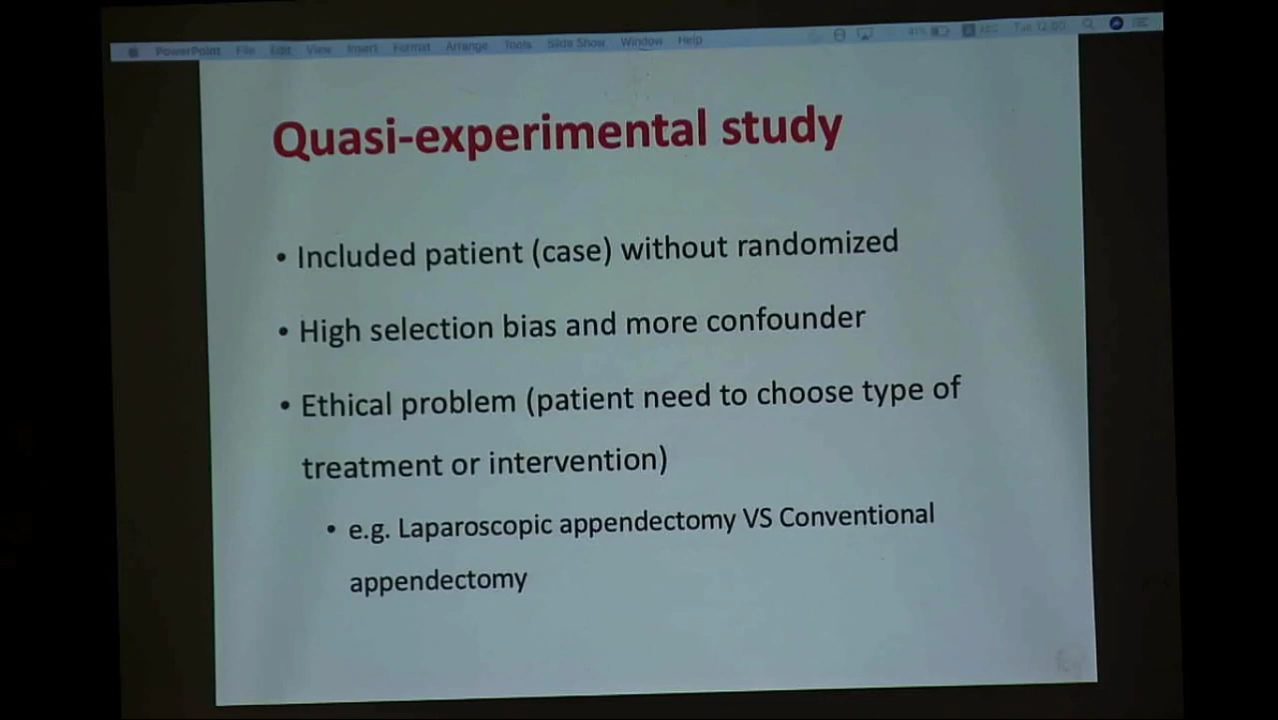 PowerPoint File Edit View Insert Format Arrange Tools Slide Show Window Help
Quasi-experimental study
• Included patient (case) without randomized
• High selection bias and more confounder
• Ethical problem (patient need to choose type of
treatment or intervention)
• e.g. Laparoscopic appendectomy VS Conventional
appendectomy